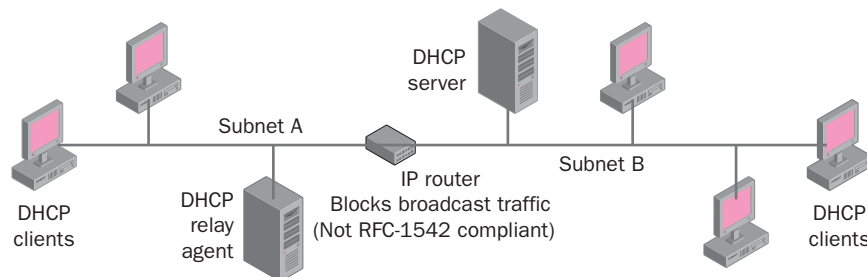 DHCP
server
Subnet A
Subnet B
IP router
Blocks broadcast traffic
(Not RFC-1542 compliant)
DHCP
clients
DHCP
relay
agent
DHCP
clients